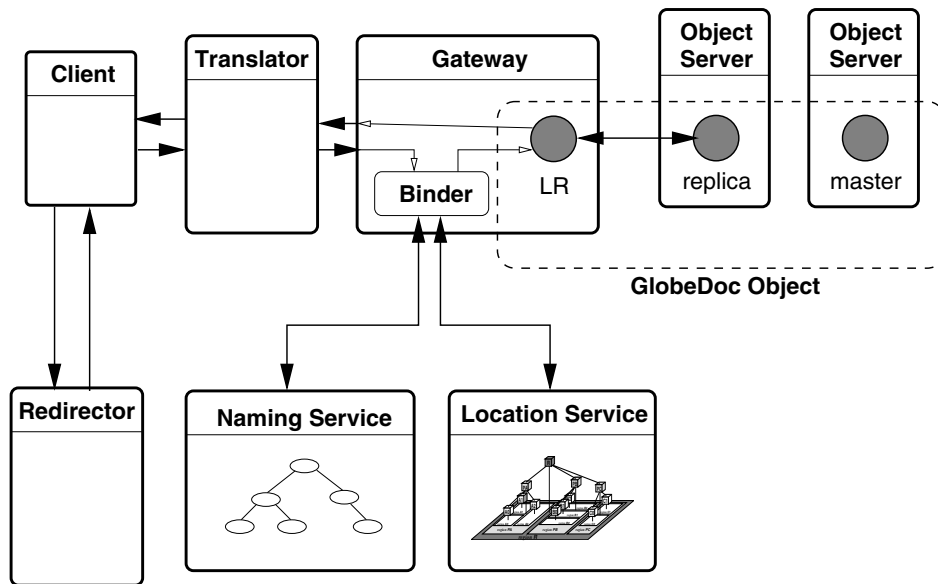 Client
Translator
Gateway
Object
Server
Object
Server
LR
replica
master
Binder
GlobeDoc Object
Redirector
Naming Service
Location Service